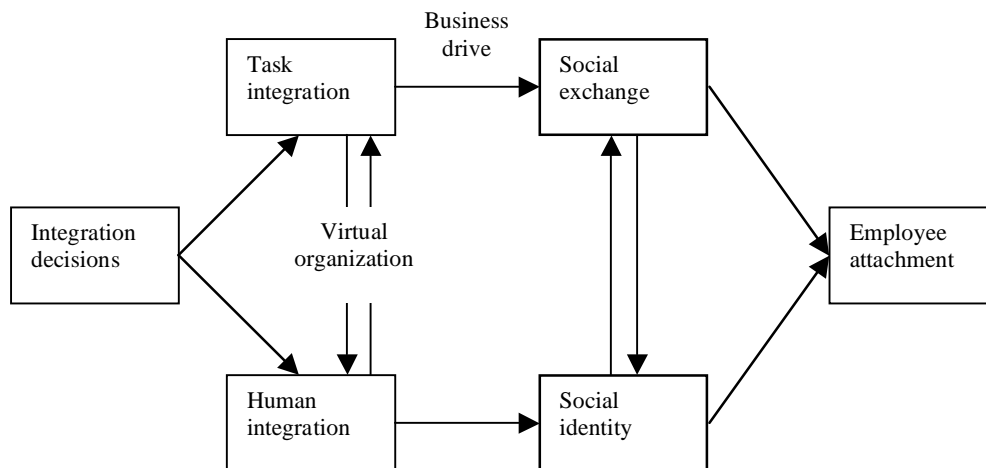 Business
drive
Task
integration
Social
exchange
Integration
decisions
Virtual
organization
Employee
attachment
Human
integration
Social
identity